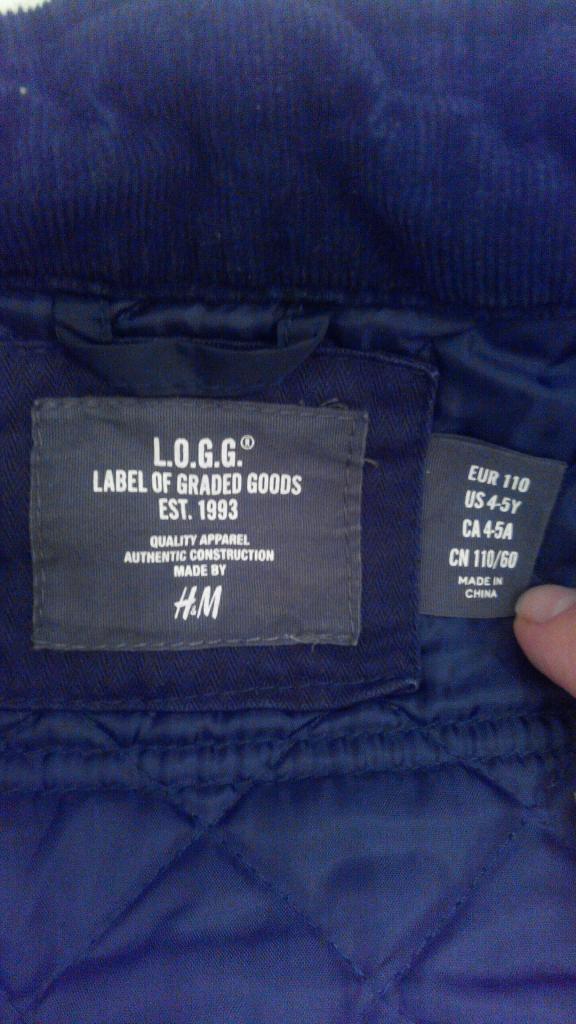 L.O.G.G.®
LABEL OF GRADED GOODS
EST. 1993
QUALITY APPAREL
AUTHENTIC CONSTRUCTION
MADE BY
H&M
EUR 110
US 4-5Y
CA 4-5A
CN 110/60
MADE IN
CHINA